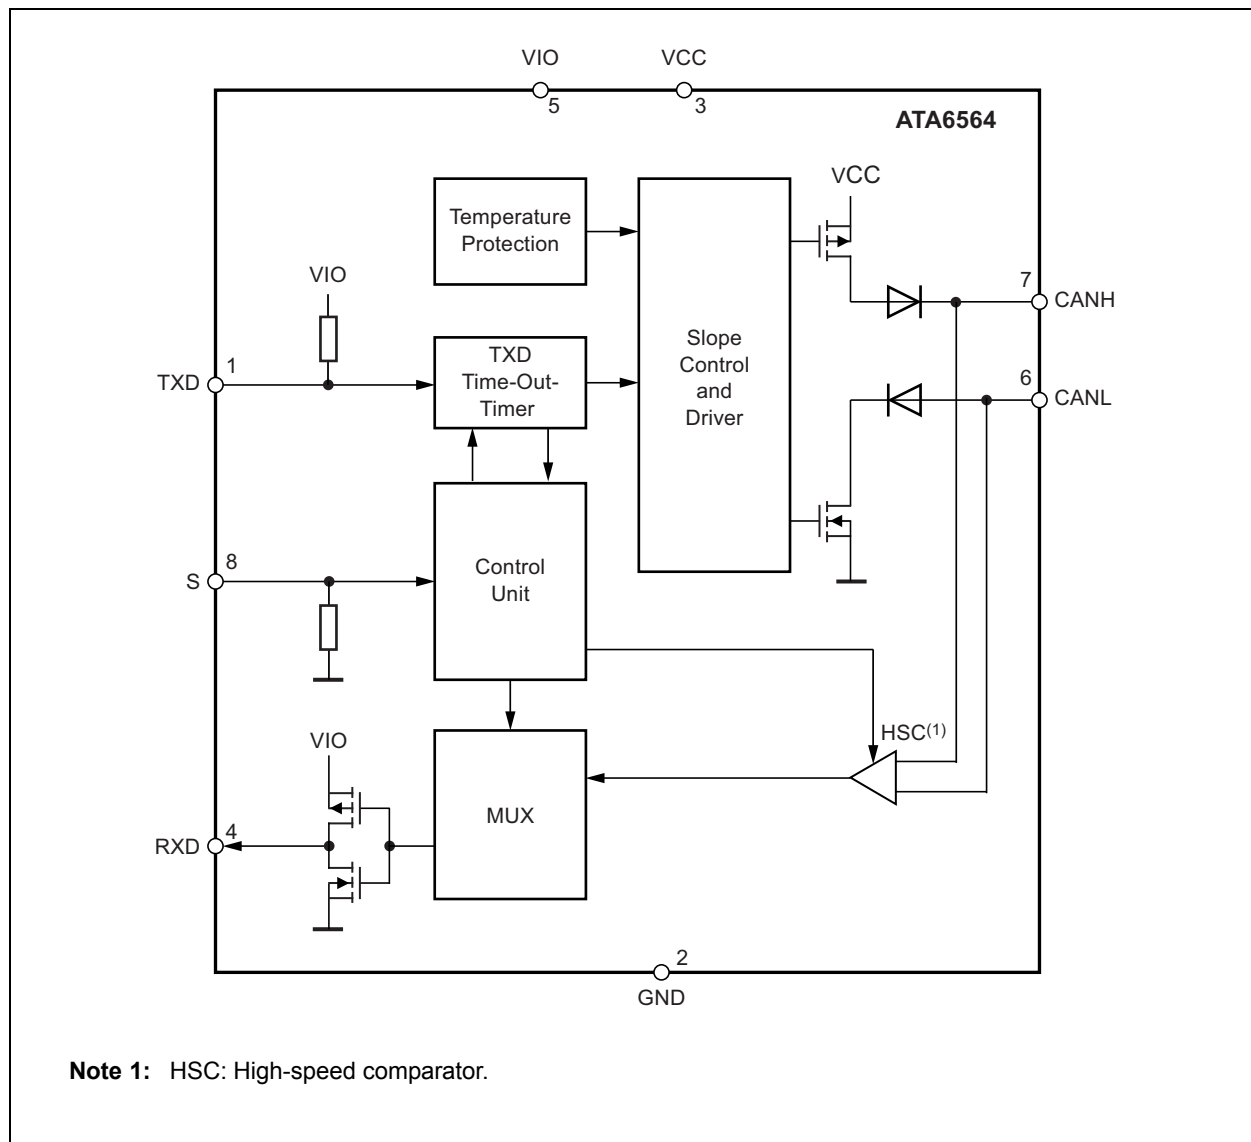 VIO VCC
5 3
ATA6564
VCC
Temperature
Protection
VIO
7
CANH
Slope
Control
and
Driver
1
TXD
TXD
Time-Out-
Timer
6
CANL
8
S
Control
Unit
HSC(1)
VIO
MUX
4
RXD
2
GND
Note 1: HSC: High-speed comparator.